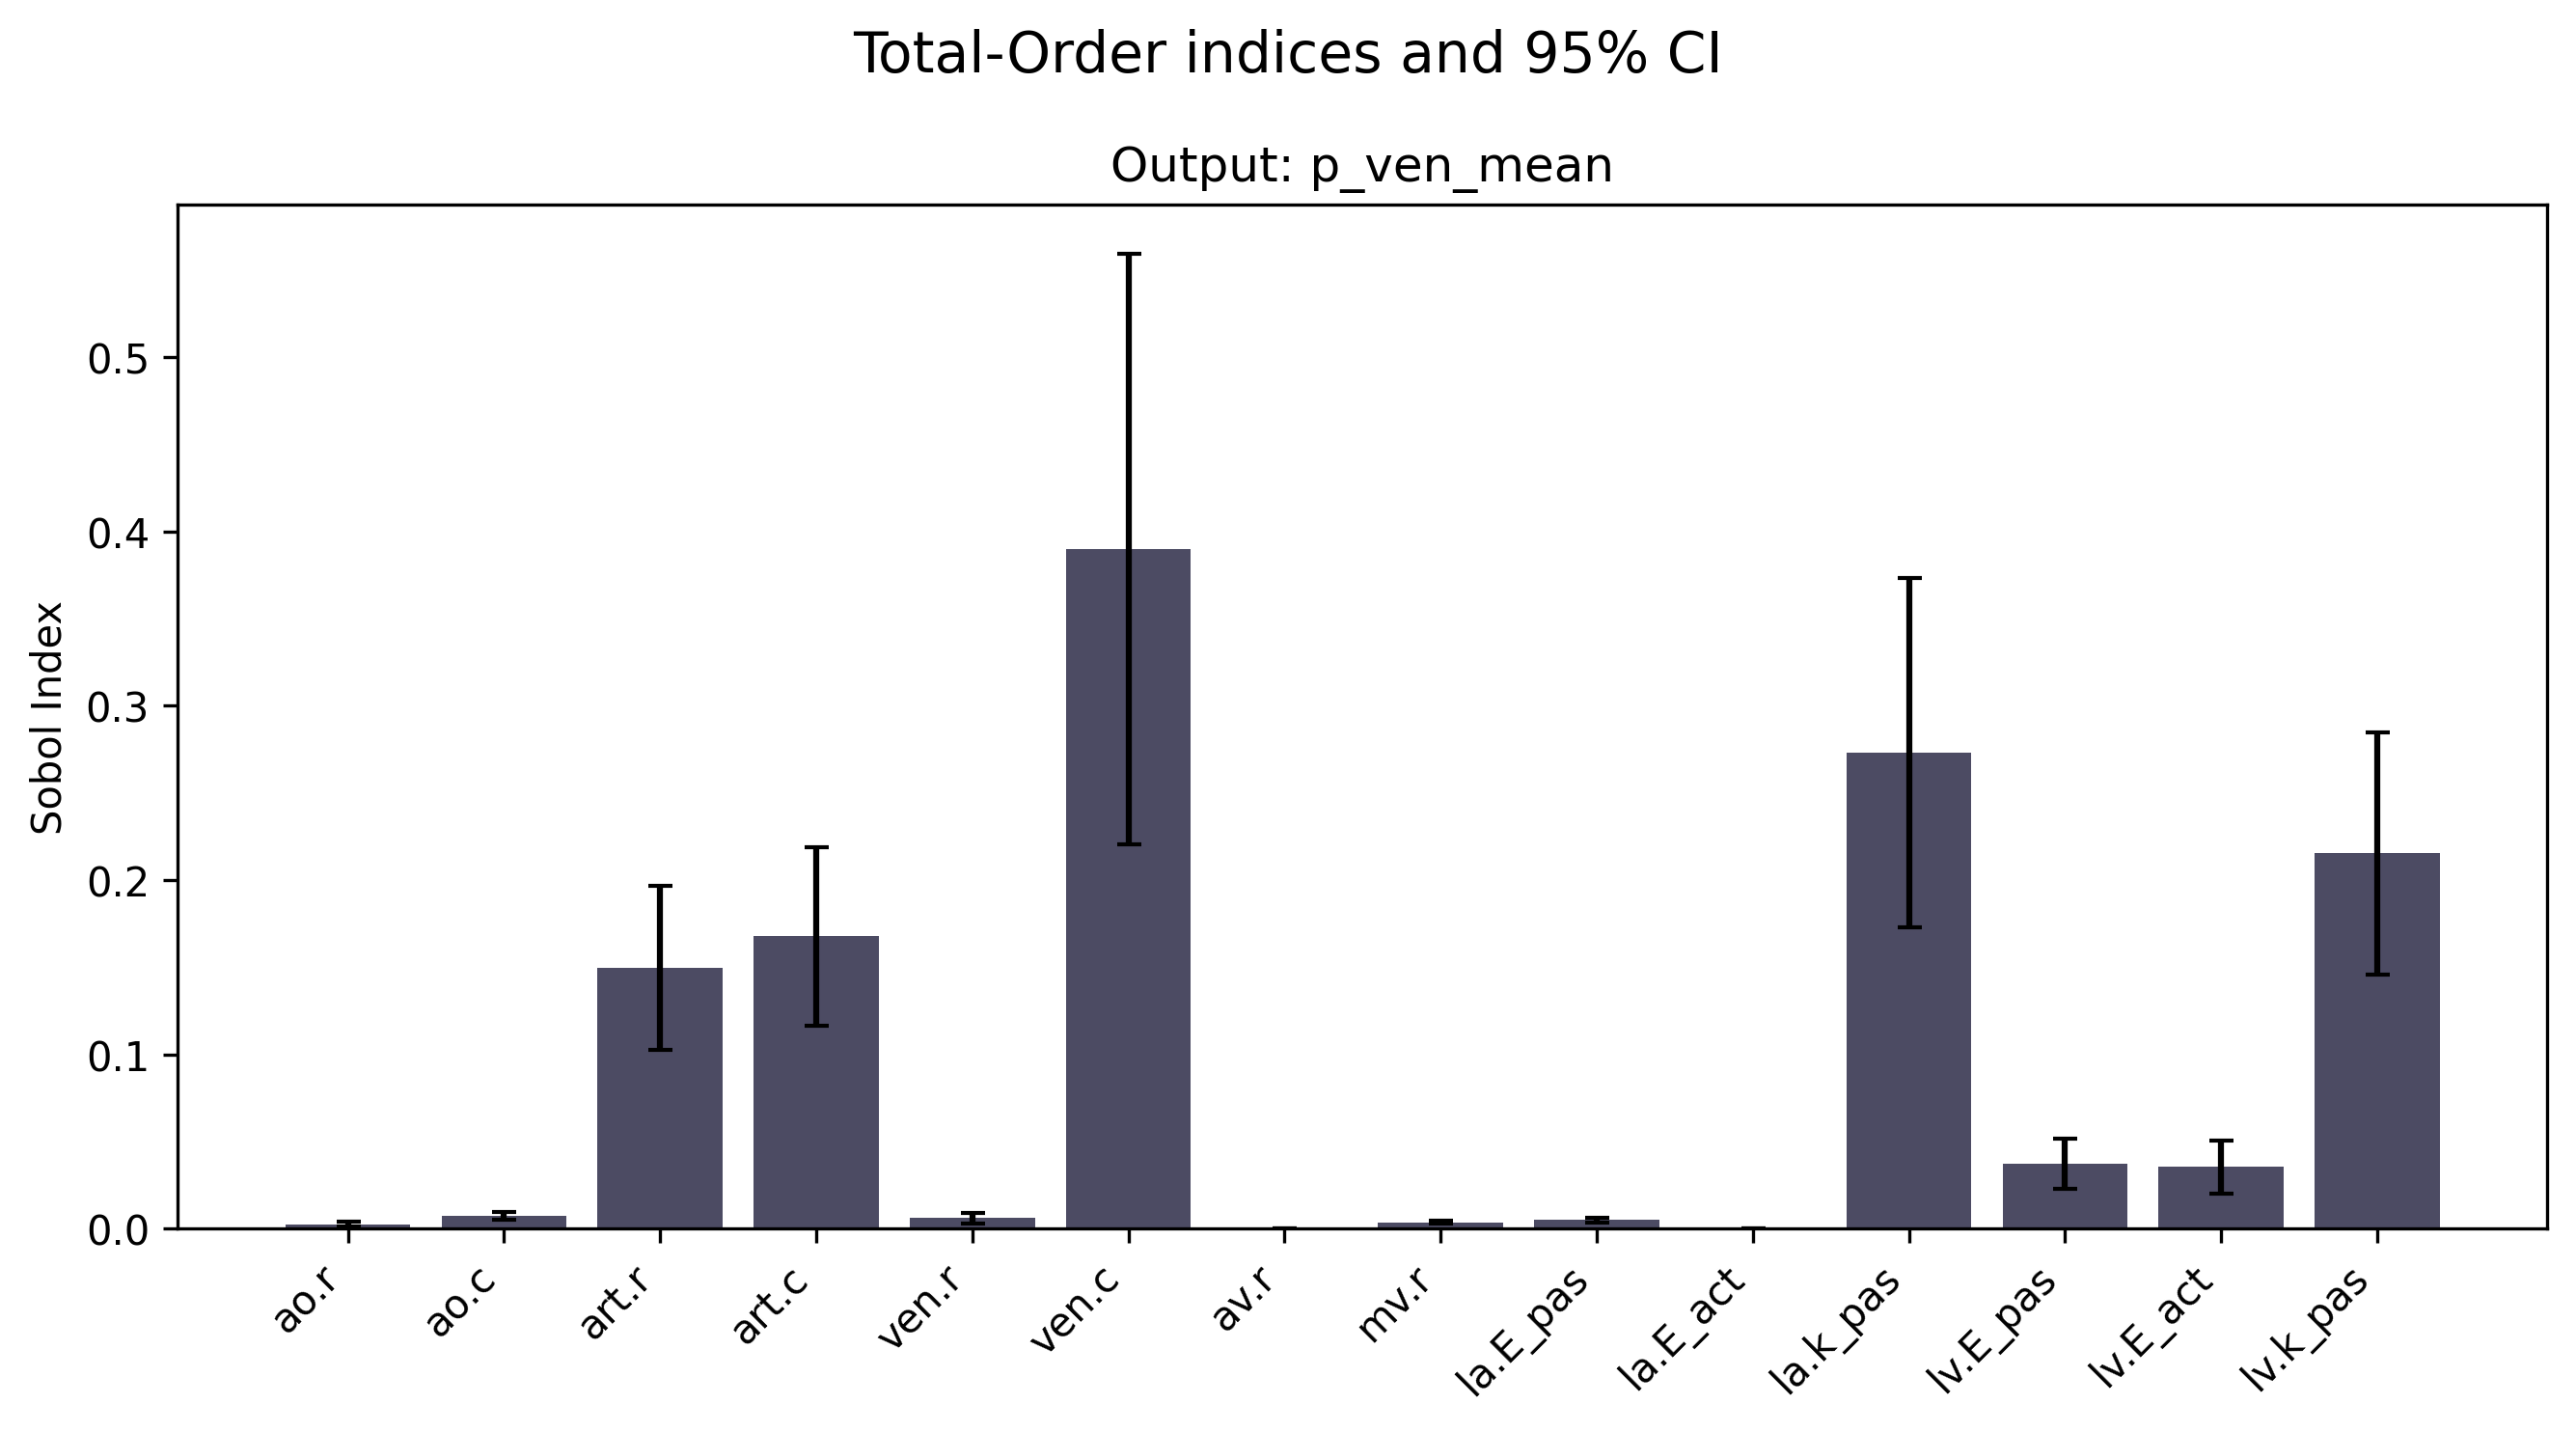 Total-Order indices and 95% CI
Output: p_ven_mean
Sobol Index
0.5
0.4
0.3
0.2
0.1
0.0
ao.r
ao.c
art.r
art.c
ven.r
ven.c
av.r
mv.r
la.E_pas
la.E_act
la.k_pas
lv.E_pas
lv.E_act
lv.k_pas